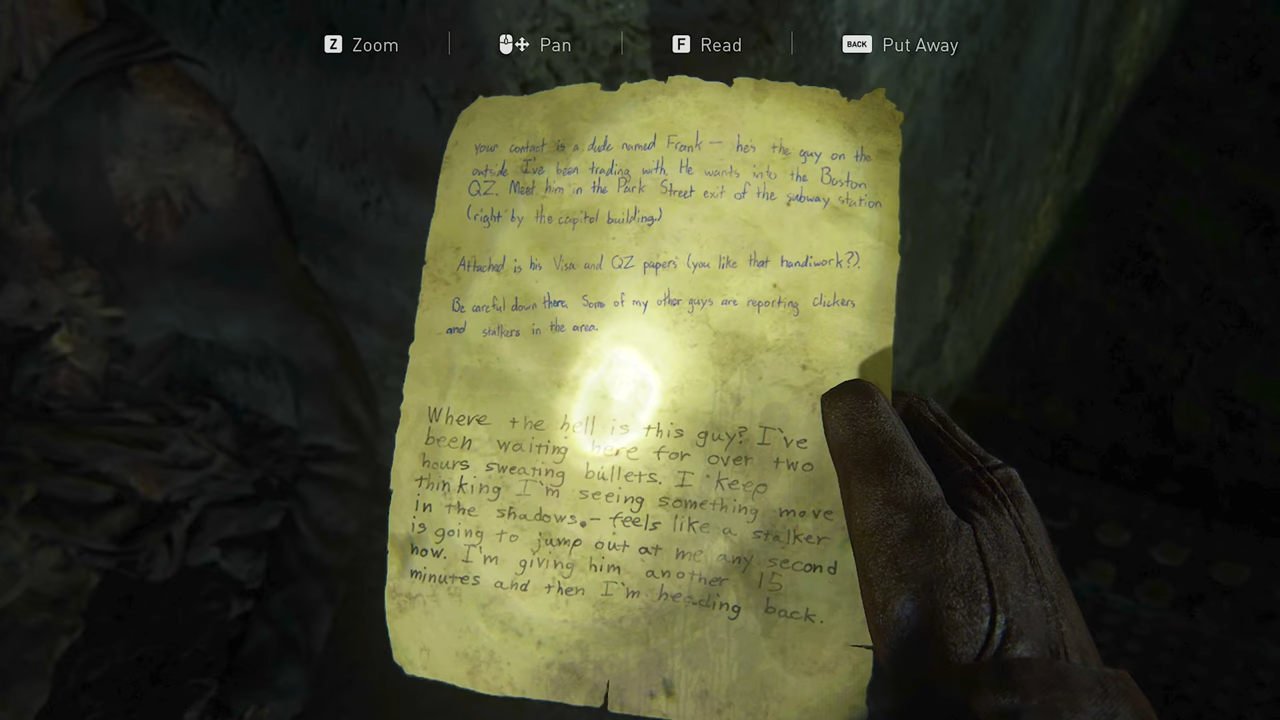 Z Zoom
Pan
F Read
BACK Put Away
Your contact is a dude named Frank — he's the guy on the
outside I've been trading with. He wants into the Boston
QZ. Meet him in the Park Street exit of the subway station
(right by the capitol building.)
Attached is his Visa and QZ papers (you like that handiwork?).
Be careful down there. Some of my other guys are reporting clickers
and stalkers in the area.
Where the hell is this guy? I've
been waiting here for over two
hours sweating bullets. I keep
thinking I'm seeing something move
in the shadows. – feels like a stalker
is going to jump out at me any second
now. I'm giving him another 15
minutes and then I'm heading back.